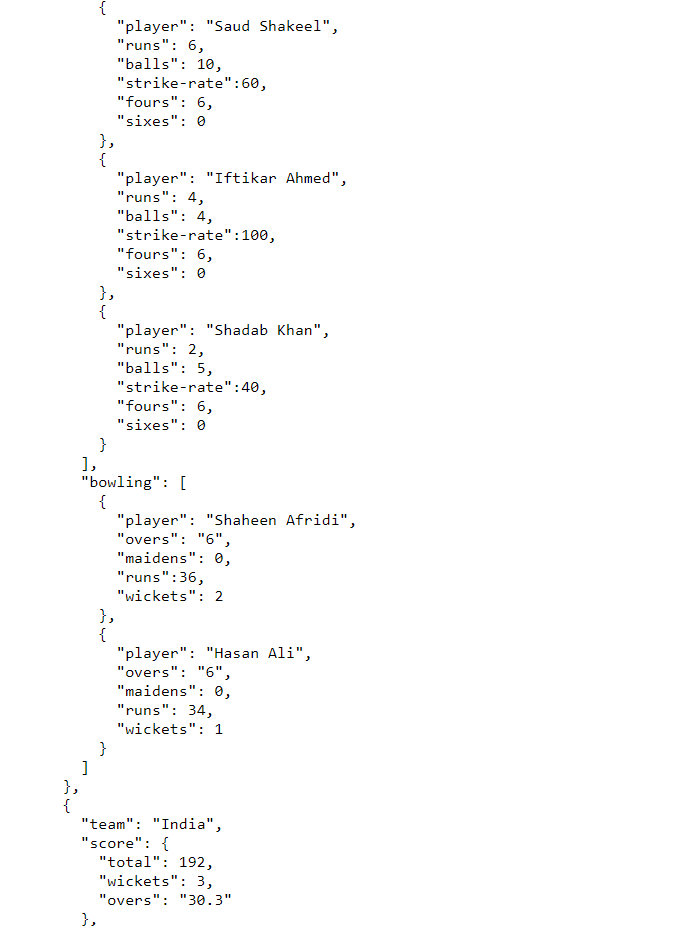 {
      "player": "Saud Shakeel",
      "runs": 6,
      "balls": 10,
      "strike-rate":60,
      "fours": 6,
      "sixes": 0
    },
    {
      "player": "Iftikar Ahmed",
      "runs": 4,
      "balls": 4,
      "strike-rate":100,
      "fours": 6,
      "sixes": 0
    },
    {
      "player": "Shadab Khan",
      "runs": 2,
      "balls": 5,
      "strike-rate":40,
      "fours": 6,
      "sixes": 0
    }
  ],
  "bowling": [
    {
      "player": "Shaheen Afridi",
      "overs": "6",
      "maidens": 0,
      "runs":36,
      "wickets": 2
    },
    {
      "player": "Hasan Ali",
      "overs": "6",
      "maidens": 0,
      "runs": 34,
      "wickets": 1
    }
  ]
},
{
  "team": "India",
  "score": {
    "total": 192,
    "wickets": 3,
    "overs": "30.3"
  },